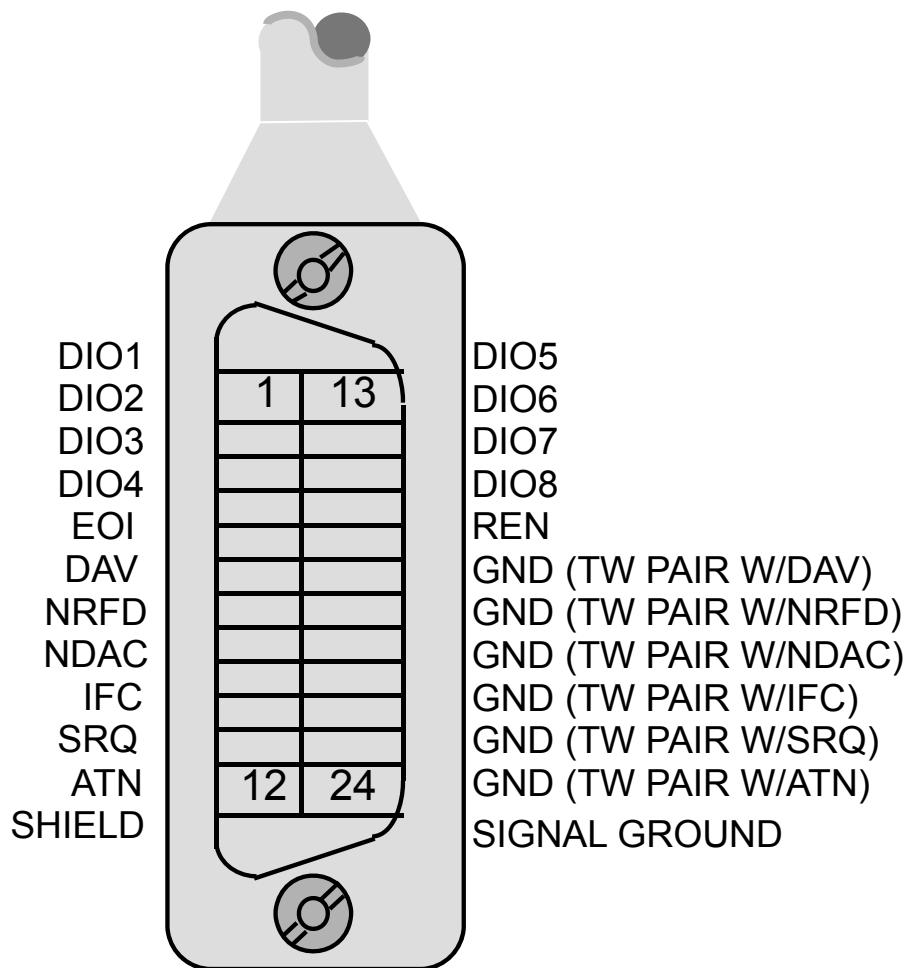 DIO1 DIO5
1 13
DIO2 DIO6
DIO3 DIO7
DIO4 DIO8
EOI REN
DAV GND (TW PAIR W/DAV)
NRFD GND (TW PAIR W/NRFD)
NDAC GND (TW PAIR W/NDAC)
IFC GND (TW PAIR W/IFC)
SRQ GND (TW PAIR W/SRQ)
ATN 12 24 GND (TW PAIR W/ATN)
SHIELD SIGNAL GROUND